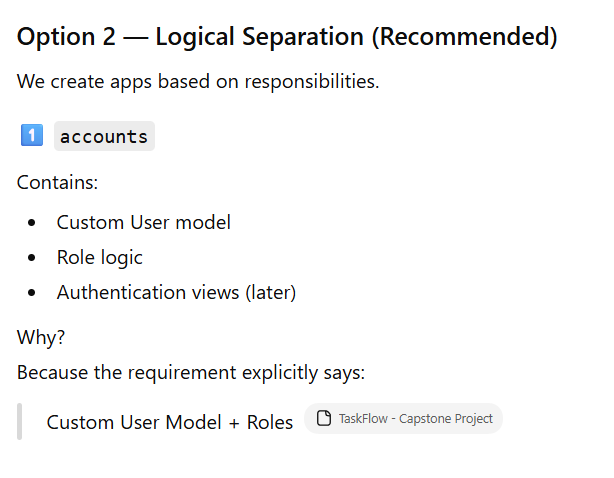 Option 2 — Logical Separation (Recommended)
We create apps based on responsibilities.
1 accounts
Contains:
Custom User model
Role logic
Authentication views (later)
Why?
Because the requirement explicitly says:
Custom User Model + Roles TaskFlow - Capstone Project